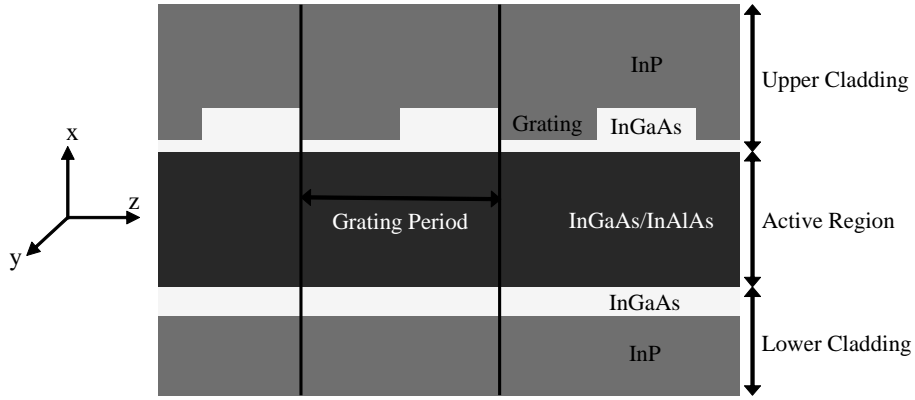 InP
Upper Cladding
Grating
InGaAs
x
z
y
Grating Period
InGaAs/InAlAs
Active Region
InGaAs
InP
Lower Cladding